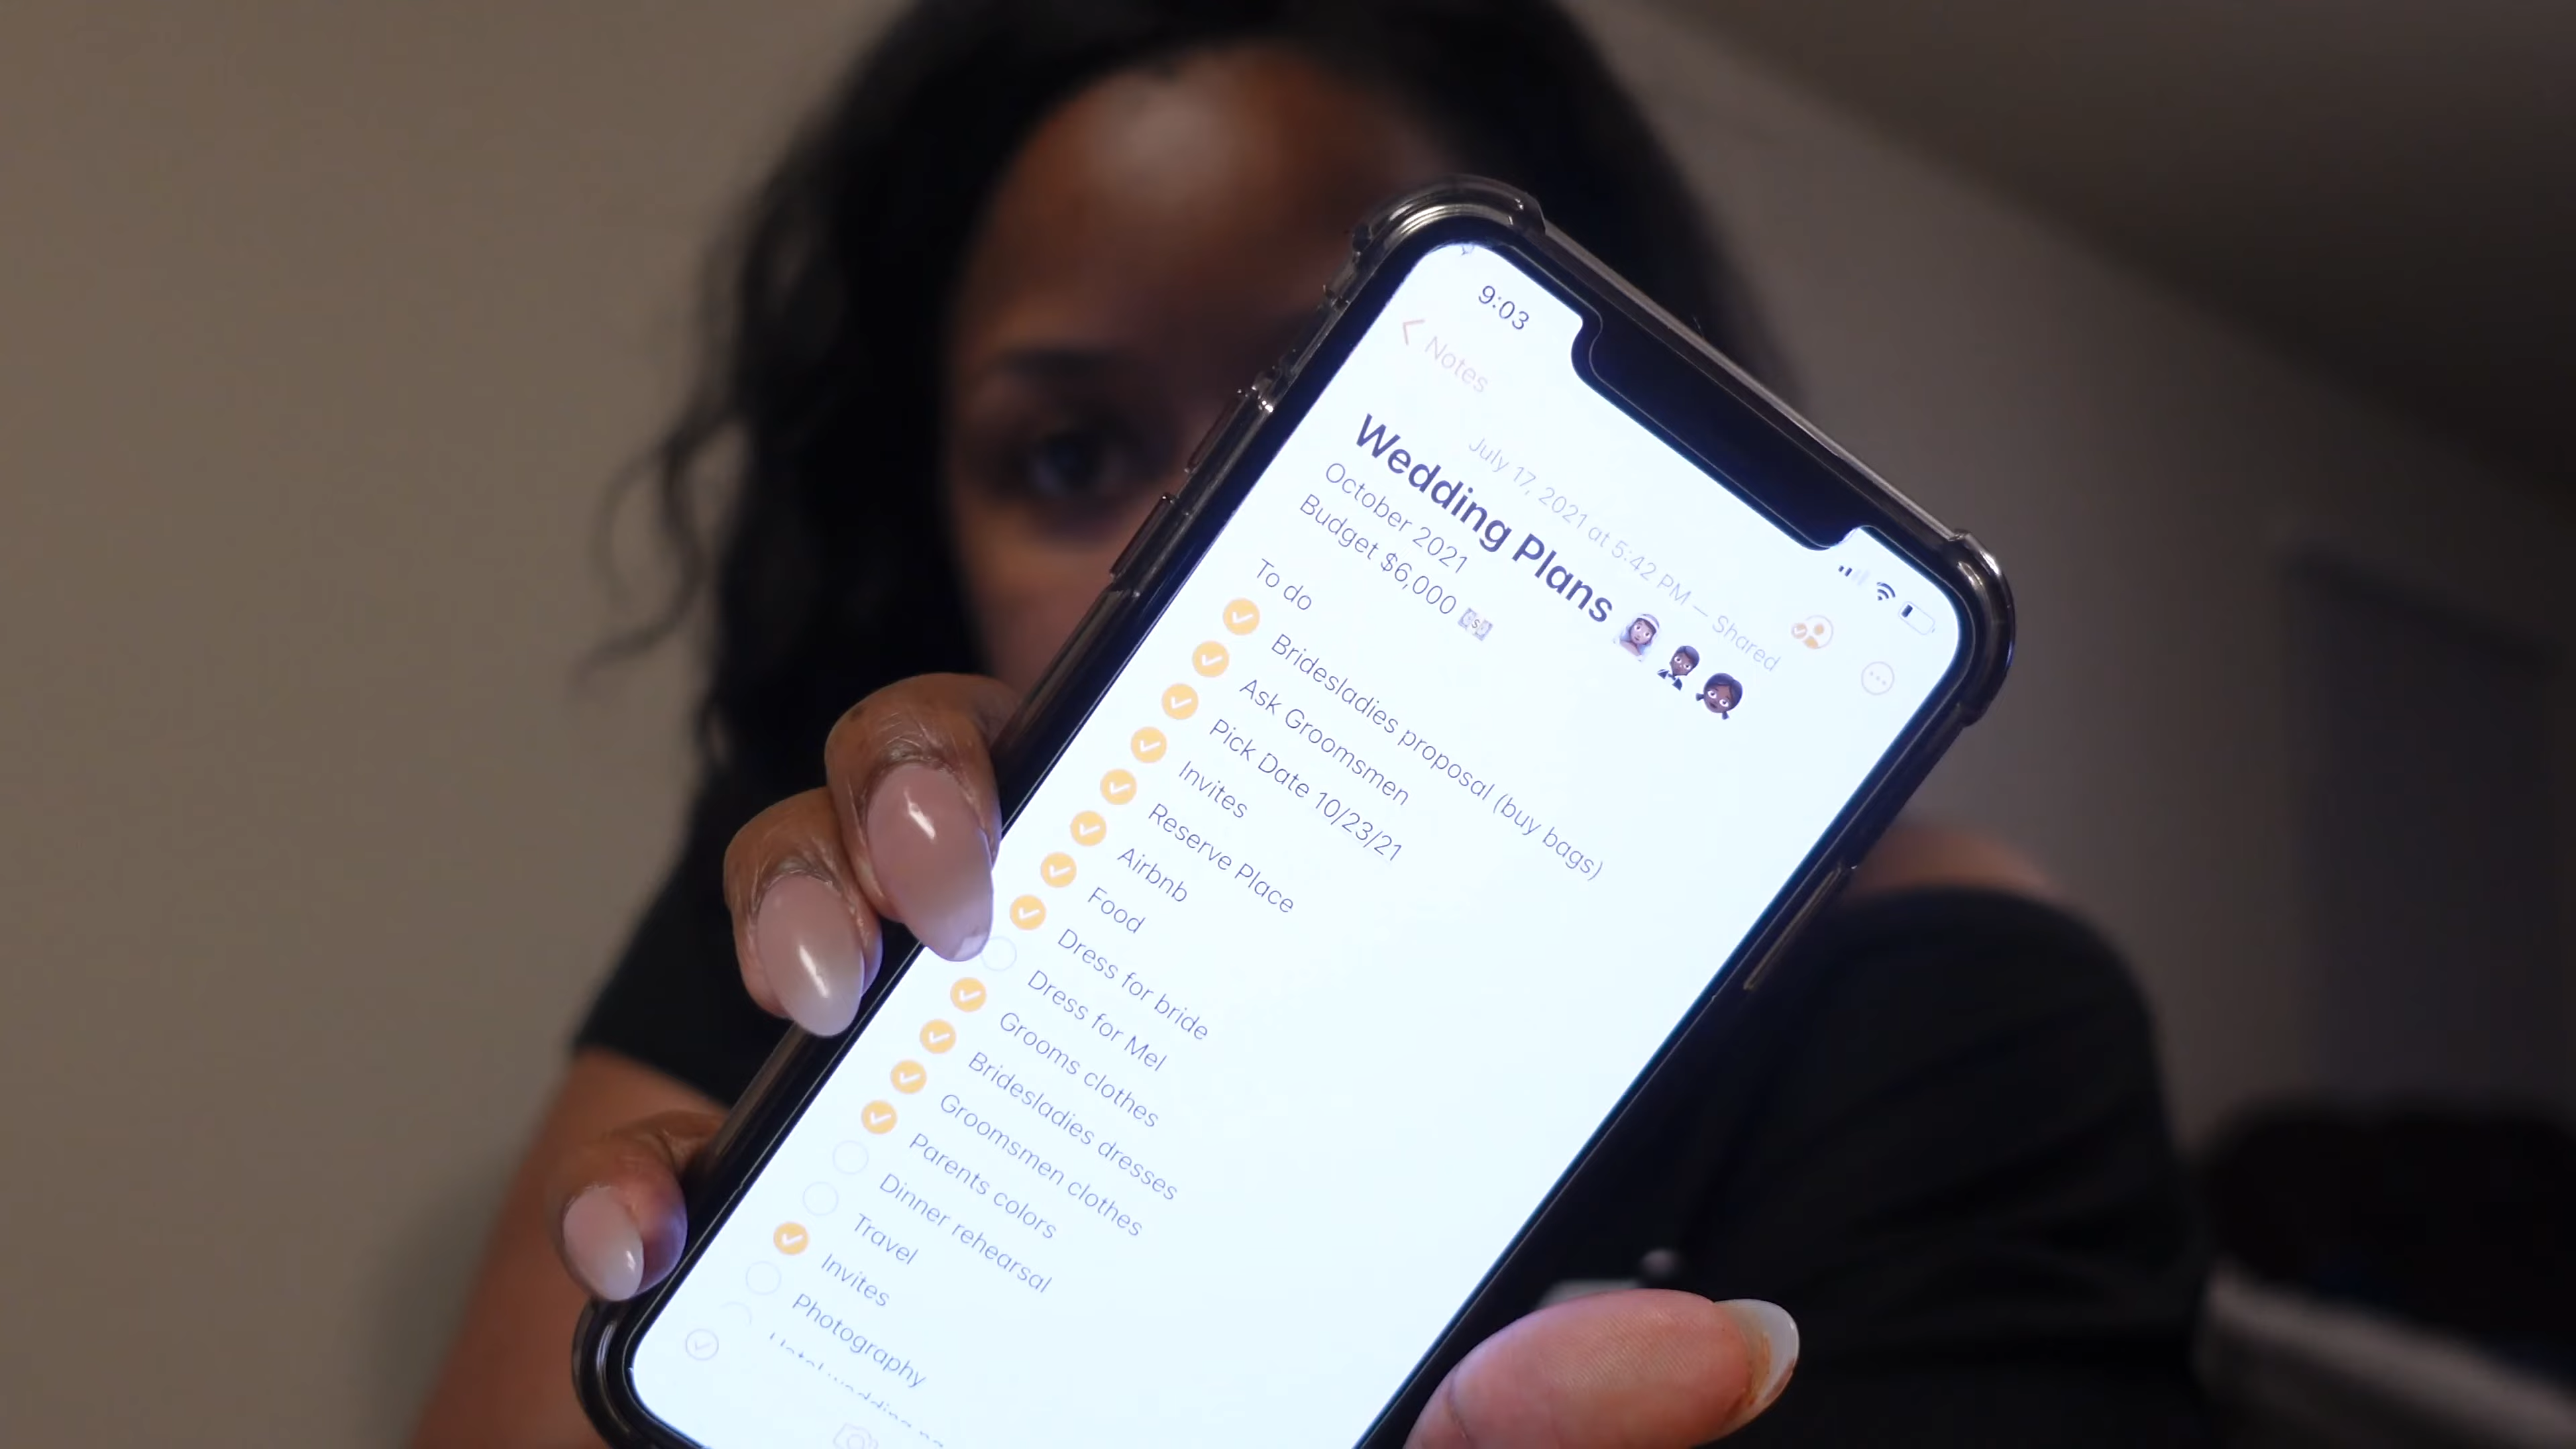 9:03
Notes
July 17, 2021 at 5:42 PM — Shared
Wedding Plans
October 2021
Budget $6,000
To do
Bridesladies proposal (buy bags)
Ask Groomsmen
Pick Date 10/23/21
Invites
Reserve Place
Airbnb
Food
Dress for bride
Dress for Mel
Grooms clothes
Bridesladies dresses
Groomsmen clothes
Parents colors
Dinner rehearsal
Travel
Invites
Photography